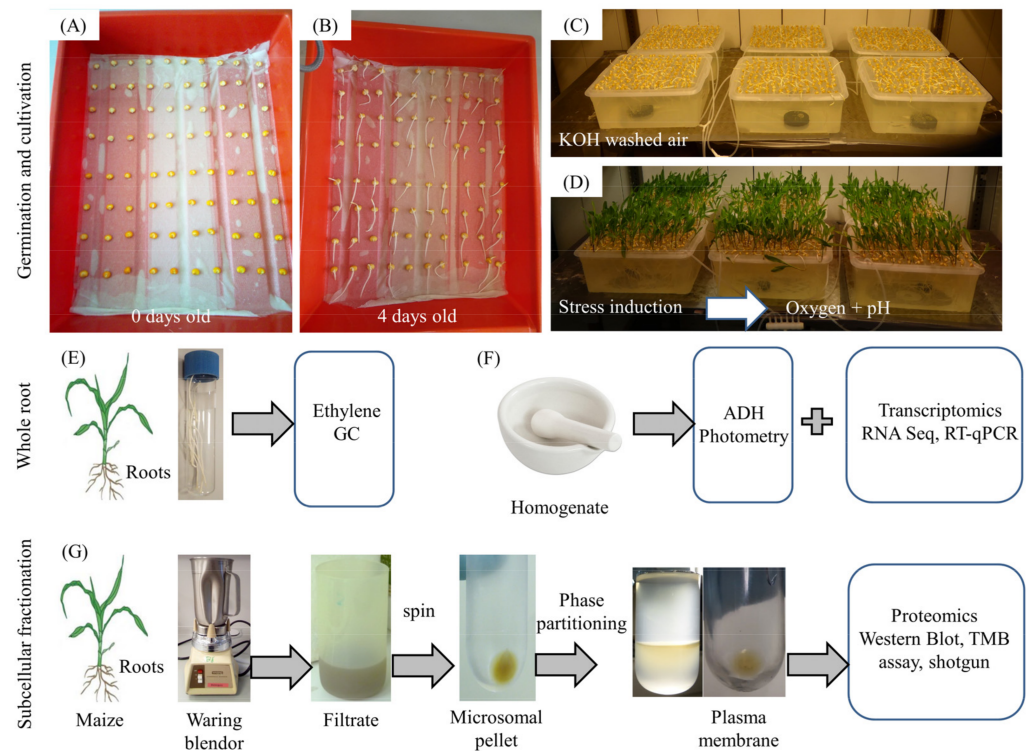 Germination and cultivation
(A)
0 days old
(B)
4 days old
(C)
KOH washed air
(D)
Stress induction
Oxygen + pH
Whole root
(E)
Roots
Ethylene
GC
(F)
Homogenate
ADH
Photometry
Transcriptomics
RNA Seq, RT-qPCR
Subcellular fractionation
(G)
Roots
Maize
Waring
blendor
Filtrate
spin
Microsomal
pellet
Phase
partitioning
Plasma
membrane
Proteomics
Western Blot, TMB
assay, shotgun